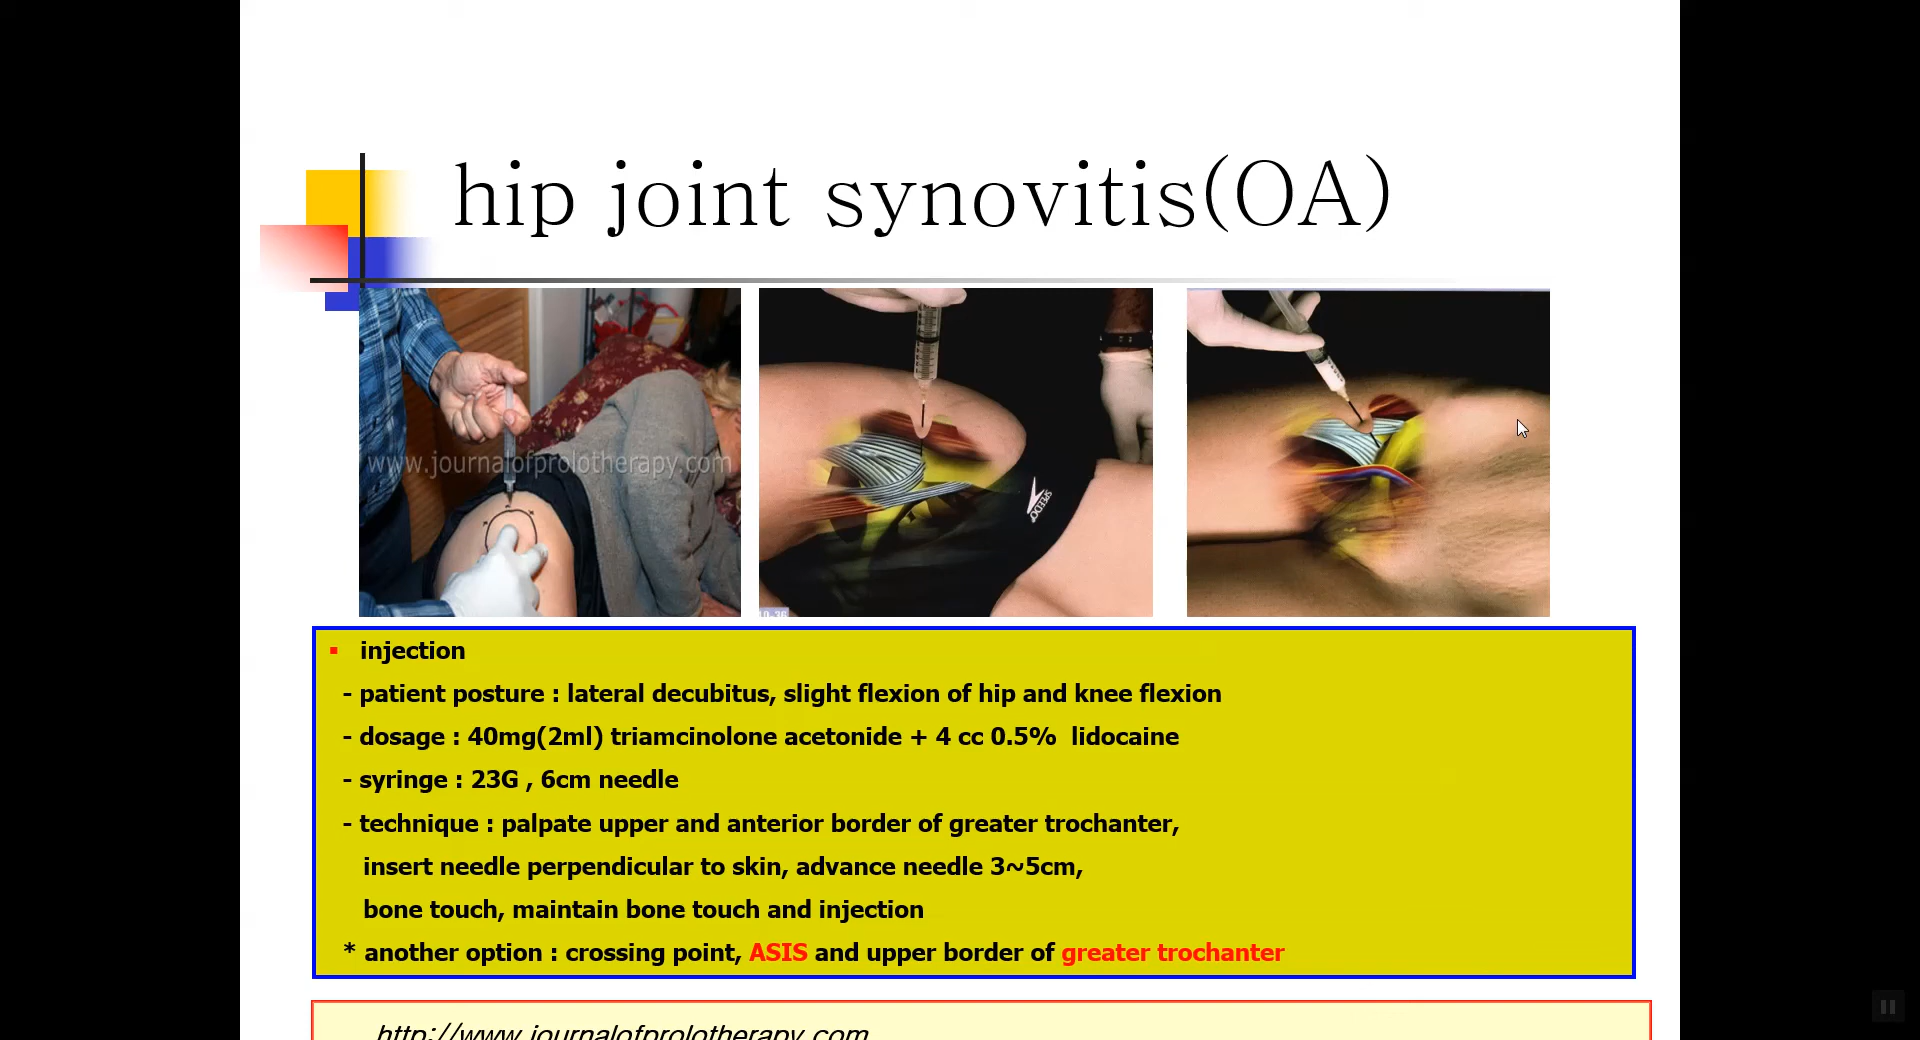 hip joint synovitis(OA)
www.journalofprolotherapy.com
SPEEDO
injection
- patient posture : lateral decubitus, slight flexion of hip and knee flexion
- dosage : 40mg(2ml) triamcinolone acetonide + 4 cc 0.5% lidocaine
- syringe : 23G , 6cm needle
- technique : palpate upper and anterior border of greater trochanter,
insert needle perpendicular to skin, advance needle 3~5cm,
bone touch, maintain bone touch and injection
* another option : crossing point, ASIS and upper border of greater trochanter
http://www.journalofprolotherapy.com